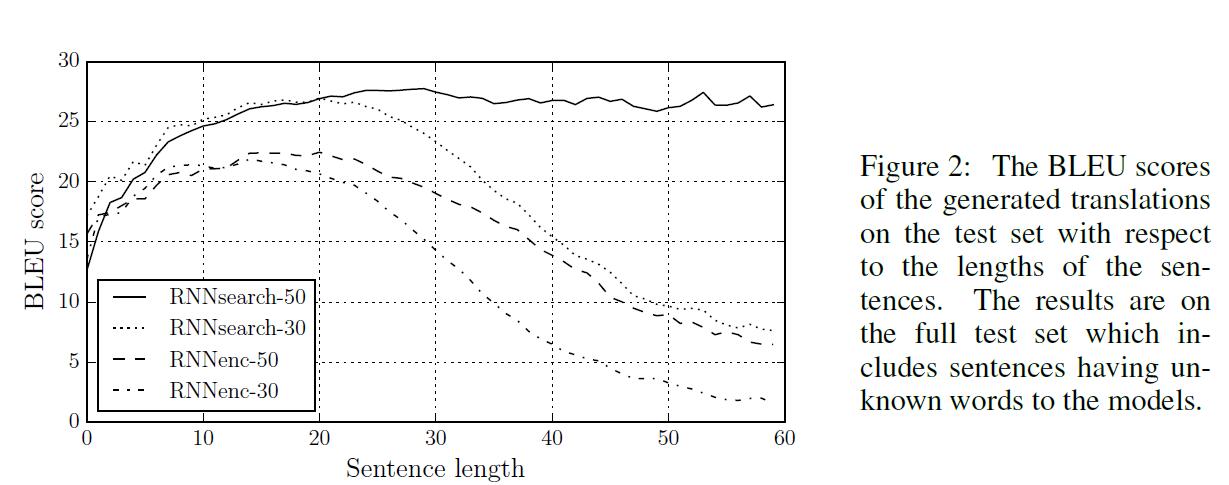 30
25
20
15
10
5
0
BLEU score
RNNsearch-50
RNNsearch-30
RNNenc-50
RNNenc-30
0 10 20 30 40 50 60
Sentence length
Figure 2: The BLEU scores
of the generated translations
on the test set with respect
to the lengths of the sen-
tences. The results are on
the full test set which in-
cludes sentences having un-
known words to the models.